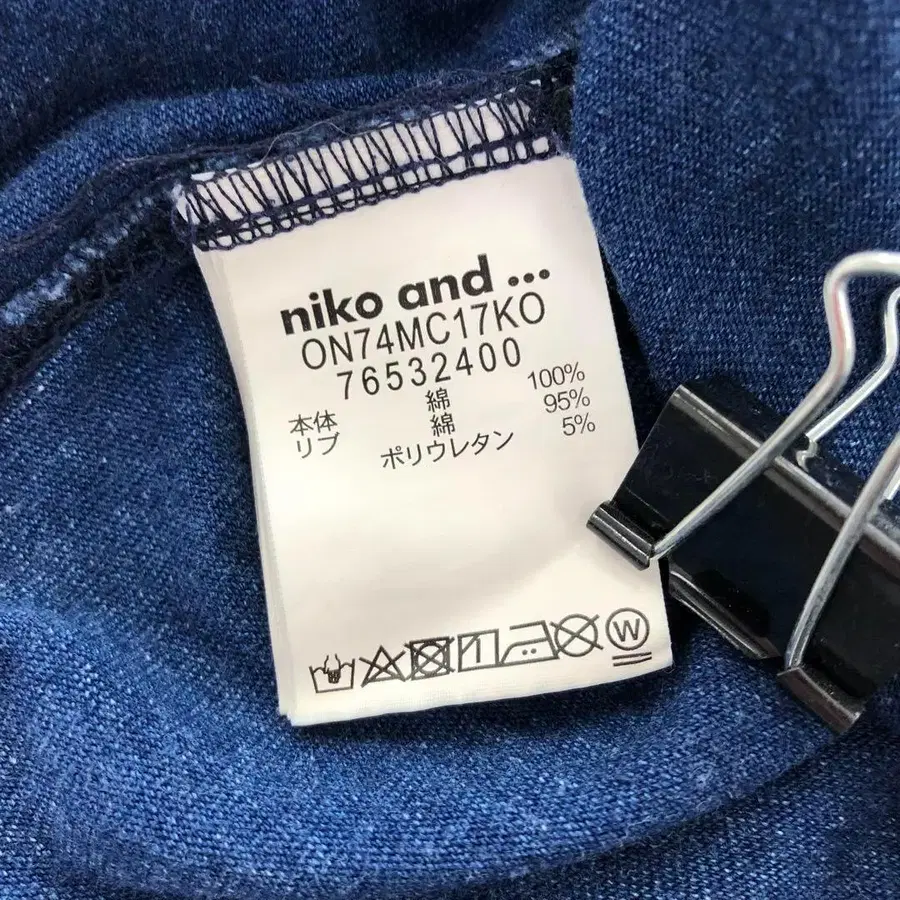 niko and ...
ON74MC17KO
76532400
本体 綿 100%
リブ 綿 95%
ポリウレタン 5%
W